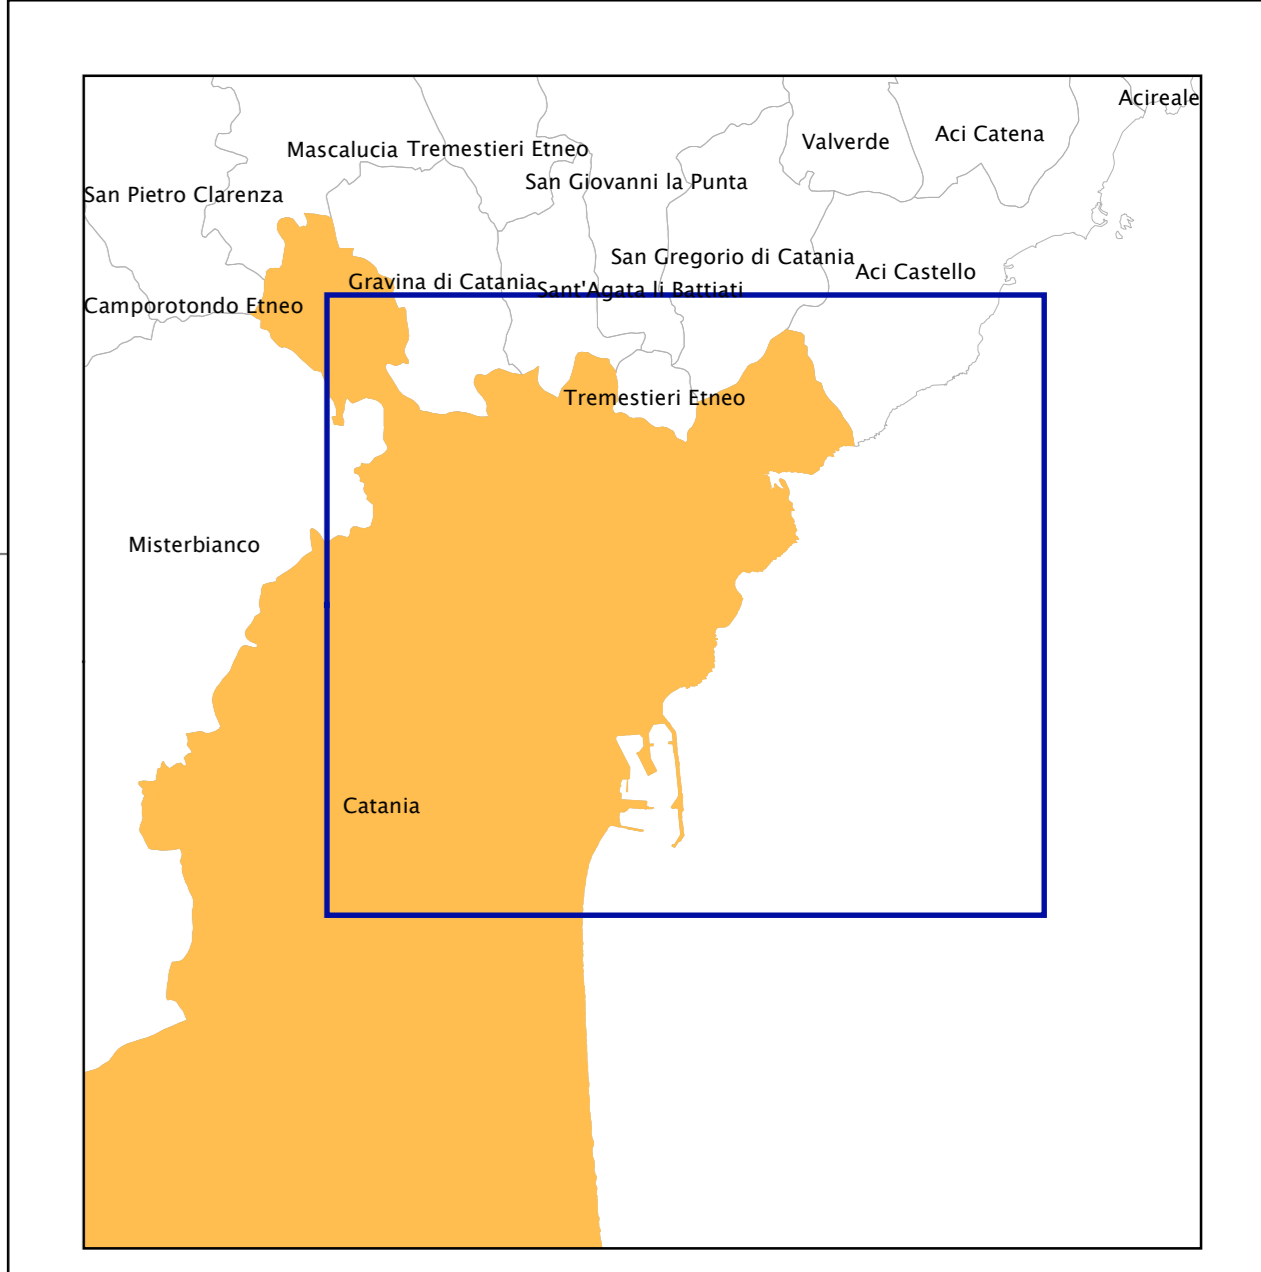 Acireale
Valverde
Aci Catena
Mascalucia
Tremestieri Etneo
San Giovanni la Punta
San Pietro Clarenza
San Gregorio di Catania
Aci Castello
Gravina di Catania
Sant'Agata li Battiati
Camporotondo Etneo
Tremestieri Etneo
Misterbianco
Catania